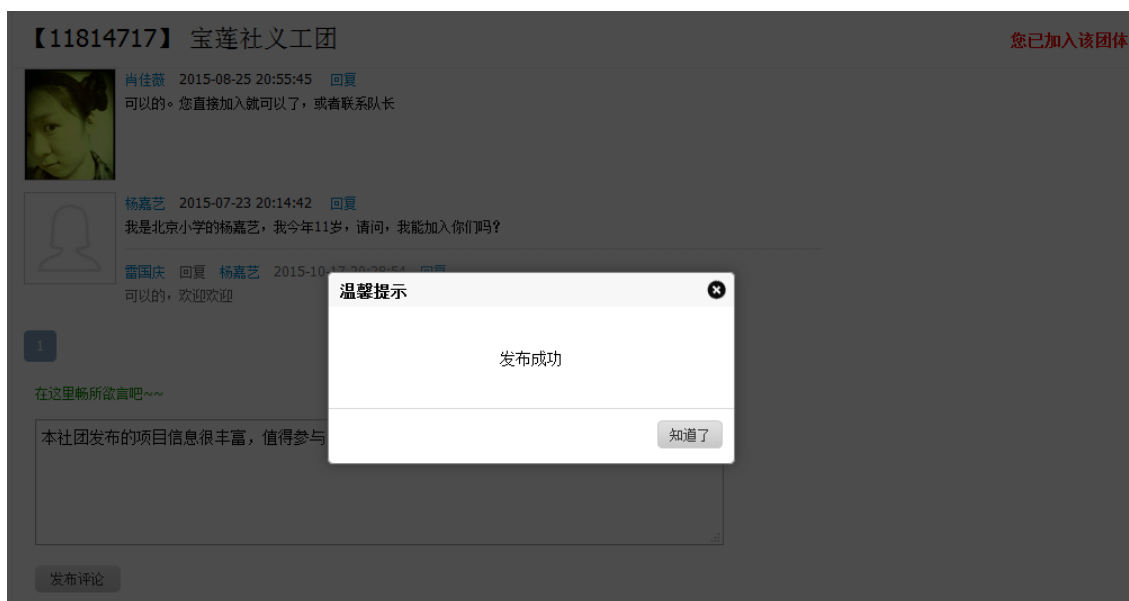 【11814717】 宝莲社义工团
您已加入该团体
肖佳薇 2015-08-25 20:55:45 回复
可以的。您直接加入就可以了，或者联系队长
杨嘉艺 2015-07-23 20:14:42 回复
我是北京小学的杨嘉艺，我今年11岁，请问，我能加入你们吗?
雷国庆 回复 杨嘉艺 2015-10-17 20:28:54 回复
可以的，欢迎欢迎
温馨提示
发布成功
知道了
1
在这里畅所欲言吧~~
本社团发布的项目信息很丰富，值得参与
发布评论